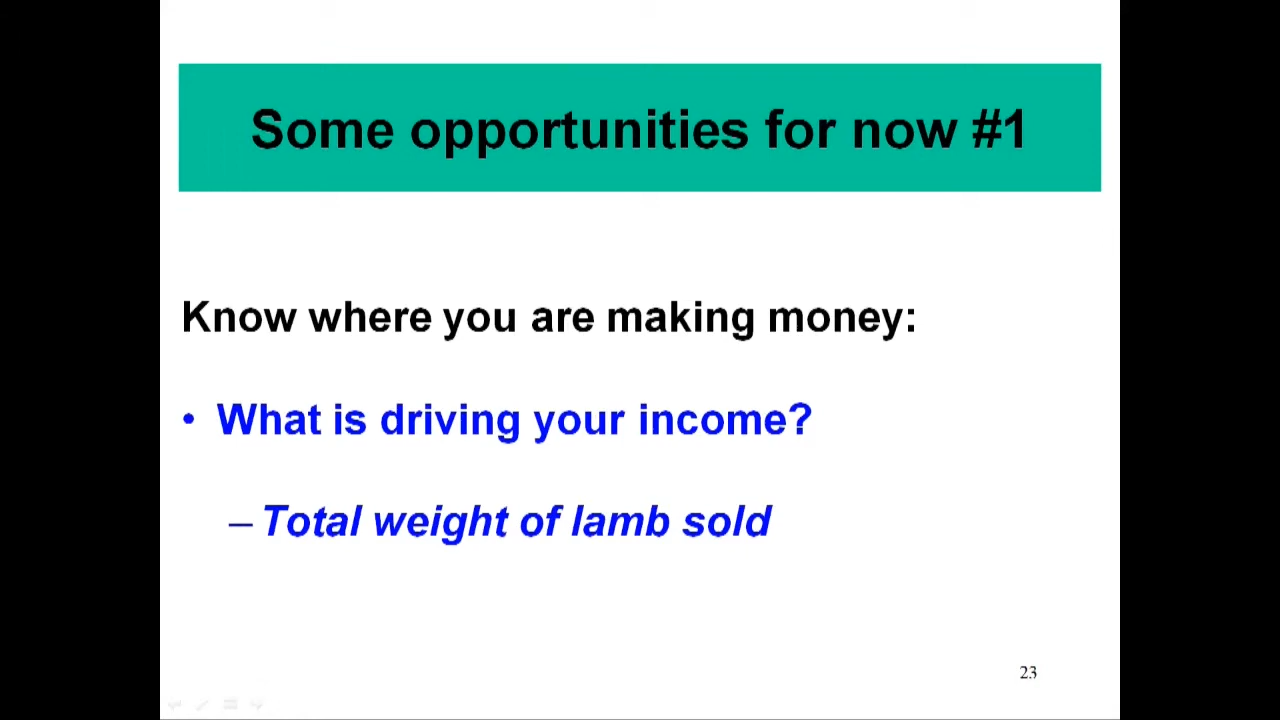 Some opportunities for now #1
Know where you are making money:
• What is driving your income?
– Total weight of lamb sold
23